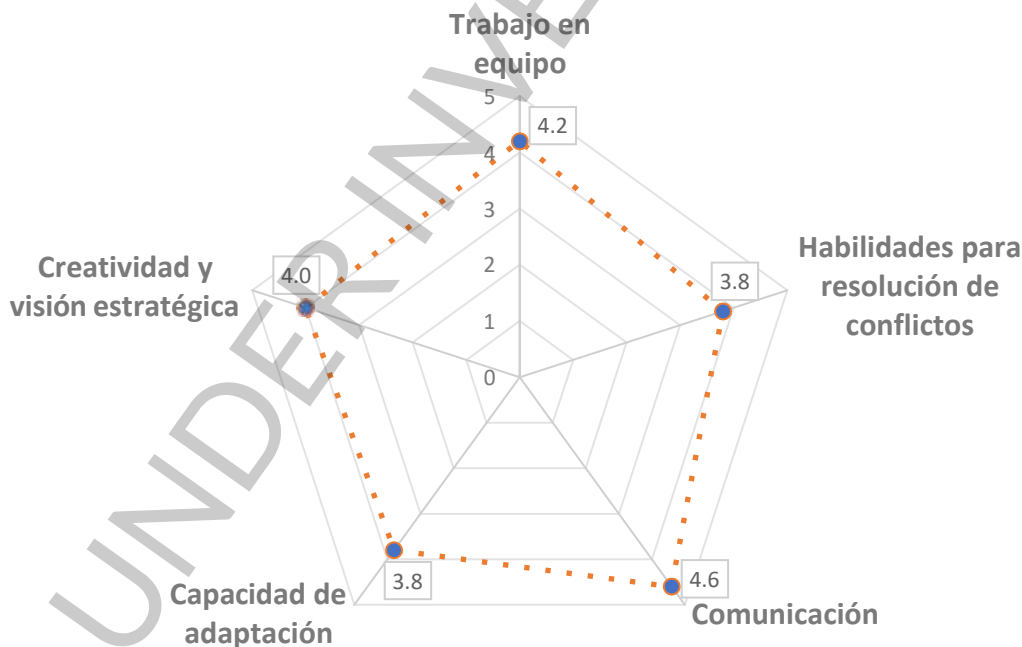 Trabajo en
equipo
5
4.2
4
3
2
1
0
Habilidades para
resolución de
conflictos
3.8
Creatividad y
visión estratégica
4.0
Capacidad de
adaptación
3.8
4.6
Comunicación
UNDER INVE